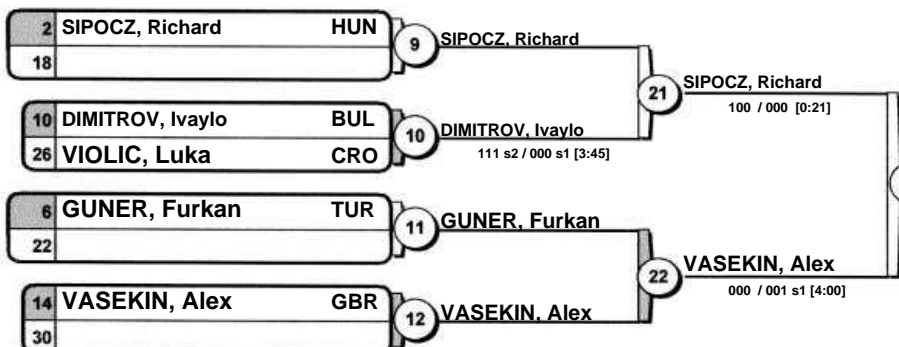 2 SIPOCZ, Richard HUN
18
9
SIPOCZ, Richard
10 DIMITROV, Ivaylo BUL
26 VIOLIC, Luka CRO
10
DIMITROV, Ivaylo
111 s2 / 000 s1 [3:45]
21
SIPOCZ, Richard
100 / 000 [0:21]
6 GUNER, Furkan TUR
22
11
GUNER, Furkan
14 VASEKIN, Alex GBR
30
12
VASEKIN, Alex
22
VASEKIN, Alex
000 / 001 s1 [4:00]